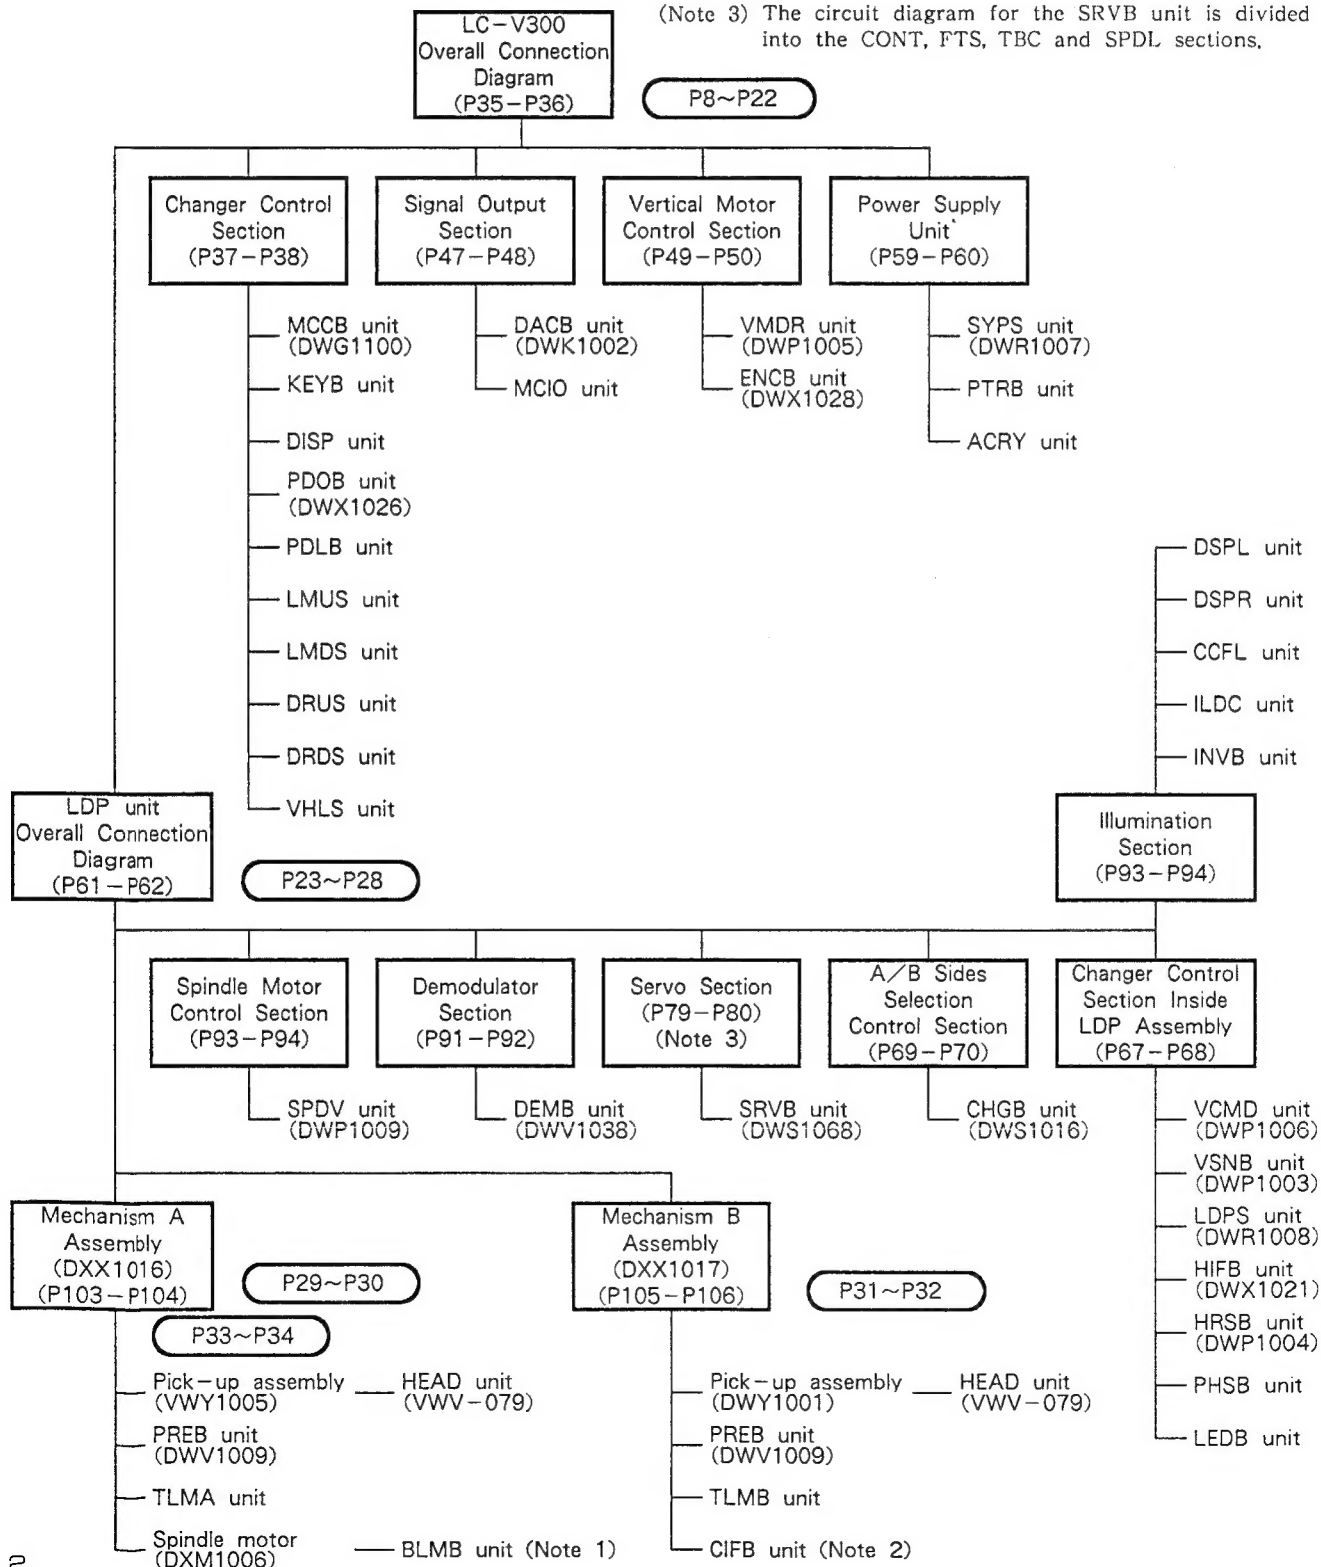 (Note 3) The circuit diagram for the SRVB unit is divided
into the CONT, FTS, TBC and SPDL sections.
LC-V300
Overall Connection
Diagram
(P35-P36)
P8~P22
Changer Control
Section
(P37-P38)
Signal Output
Section
(P47-P48)
Vertical Motor
Control Section
(P49-P50)
Power Supply
Unit
(P59-P60)
MCCB unit
(DWG1100)
KEYB unit
DISP unit
PDOB unit
(DWX1026)
PDLB unit
LMUS unit
LMDS unit
DRUS unit
DRDS unit
VHLS unit
DACB unit
(DWK1002)
MCIO unit
VMDR unit
(DWP1005)
ENCB unit
(DWX1028)
SYPS unit
(DWR1007)
PTRB unit
ACRY unit
DSPL unit
DSPR unit
CCFL unit
ILDC unit
INVB unit
LDP unit
Overall Connection
Diagram
(P61-P62)
P23~P28
Illumination
Section
(P93-P94)
Spindle Motor
Control Section
(P93-P94)
Demodulator
Section
(P91-P92)
Servo Section
(P79-P80)
(Note 3)
A/B Sides
Selection
Control Section
(P69-P70)
Changer Control
Section Inside
LDP Assembly
(P67-P68)
SPDV unit
(DWP1009)
DEMB unit
(DWV1038)
SRVB unit
(DWS1068)
CHGB unit
(DWS1016)
VCMD unit
(DWP1006)
VSNB unit
(DWP1003)
LDPS unit
(DWR1008)
HIFB unit
(DWX1021)
HRSB unit
(DWP1004)
PHSB unit
LEDB unit
Mechanism A
Assembly
(DXX1016)
(P103-P104)
P29~P30
P33~P34
Mechanism B
Assembly
(DXX1017)
(P105-P106)
P31~P32
Pick-up assembly
(VWY1005)
HEAD unit
(VWV-079)
PREB unit
(DWV1009)
TLMA unit
Spindle motor
(DXM1006)
BLMB unit (Note 1)
Pick-up assembly
(DWY1001)
HEAD unit
(VWV-079)
PREB unit
(DWV1009)
TLMB unit
CIFB unit (Note 2)